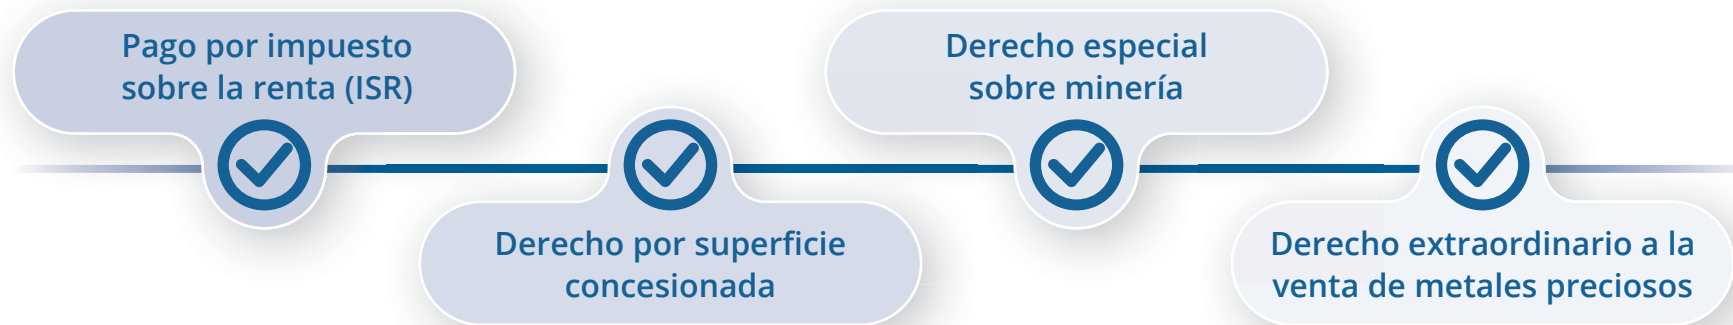 Pago por impuesto
sobre la renta (ISR)
Derecho por superficie
concesionada
Derecho especial
sobre minería
Derecho extraordinario a la
venta de metales preciosos